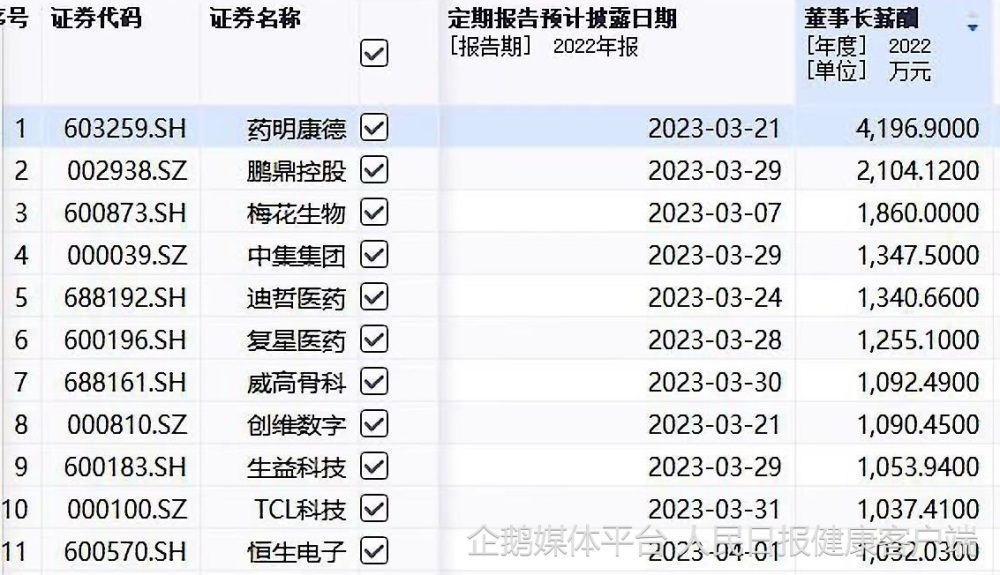 序号 证券代码 证券名称 定期报告预计披露日期 董事长薪酬
[报告期] 2022年报 [年度] 2022
[单位] 万元
1 603259.SH 药明康德 2023-03-21 4,196.9000
2 002938.SZ 鹏鼎控股 2023-03-29 2,104.1200
3 600873.SH 梅花生物 2023-03-07 1,860.0000
4 000039.SZ 中集集团 2023-03-29 1,347.5000
5 688192.SH 迪哲医药 2023-03-24 1,340.6600
6 600196.SH 复星医药 2023-03-28 1,255.1000
7 688161.SH 威高骨科 2023-03-30 1,092.4900
8 000810.SZ 创维数字 2023-03-21 1,090.4500
9 600183.SH 生益科技 2023-03-29 1,053.9400
10 000100.SZ TCL科技 2023-03-31 1,037.4100
11 600570.SH 恒生电子 2023-04-01 1,032.0300
企鹅媒体平台 人民日报健康客户端